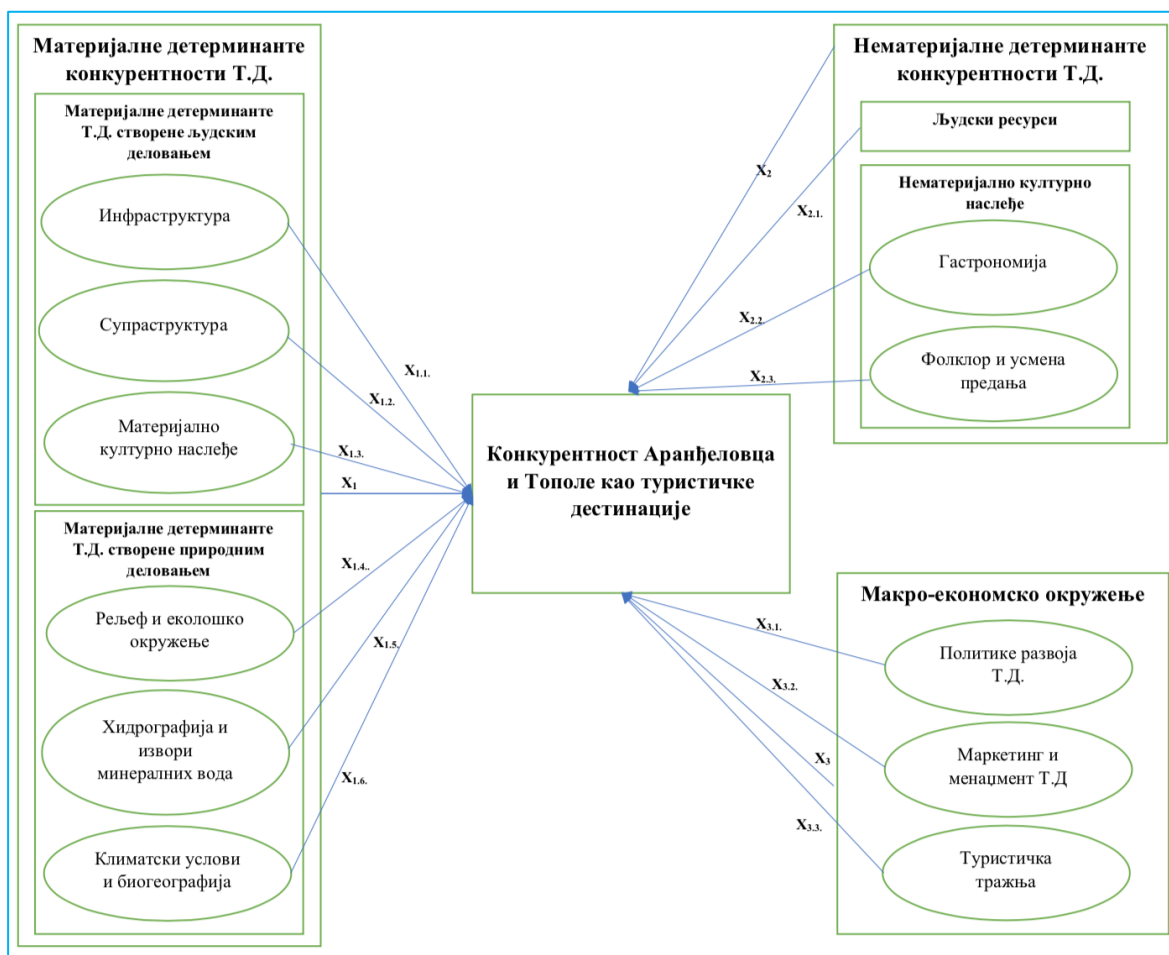 Материјалне детерминанте
конкурентности Т.Д.
Материјалне детерминанте
Т.Д. створене људским
деловањем
Инфраструктура
Супраструктура
Материјално
културно наслеђе
Материјалне детерминанте
Т.Д. створене природним
деловањем
Рељеф и еколошко
окружење
Хидрографија и
извори
минералних вода
Климатски услови
и биогеографија
X1.1.
X1.2.
X1.3.
X1
X1.4..
X1.5.
X1.6.
Конкурентност Аранђеловца
и Тополе као туристичке
дестинације
X2
X2.1.
X2.2.
X2.3.
Нематеријалне детерминанте
конкурентности Т.Д.
Људски ресурси
Нематеријално културно
наслеђе
Гастрономија
Фолклор и усмена
предања
X3.1.
X3.2.
X3
X3.3.
Макро-економско окружење
Политике развоја
Т.Д.
Маркетинг и
менаџмент Т.Д
Туристичка
тражња